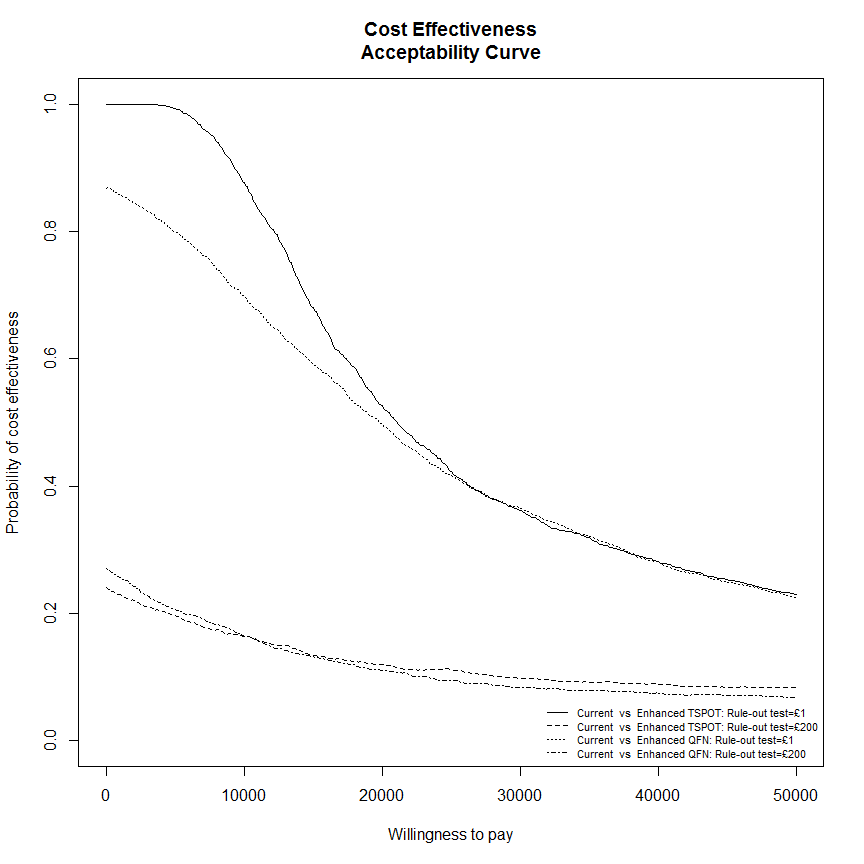 Cost Effectiveness
Acceptability Curve
Probability of cost effectiveness
1.0
0.8
0.6
0.4
0.2
0.0
Current vs Enhanced TSPOT: Rule-out test=£1
Current vs Enhanced TSPOT: Rule-out test=£200
Current vs Enhanced QFN: Rule-out test=£1
Current vs Enhanced QFN: Rule-out test=£200
0 10000 20000 30000 40000 50000
Willingness to pay